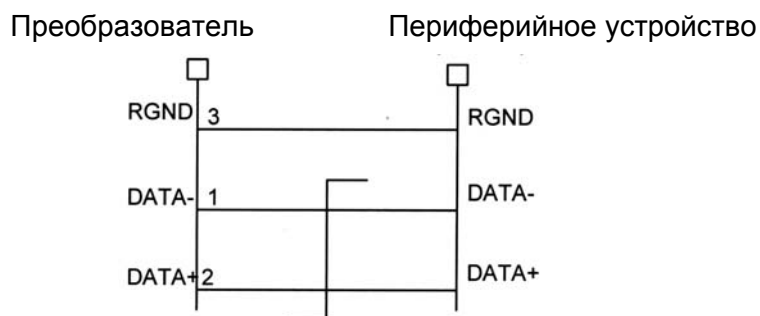 Преобразователь Периферийное устройство
RGND 3 RGND
DATA- 1 DATA-
DATA+ 2 DATA+